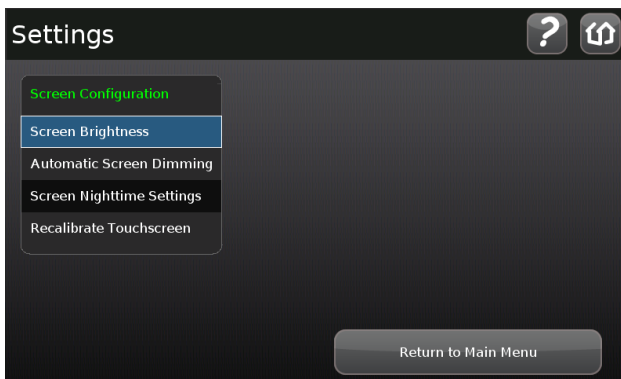 Settings
?
Screen Configuration
Screen Brightness
Automatic Screen Dimming
Screen Nighttime Settings
Recalibrate Touchscreen
Return to Main Menu